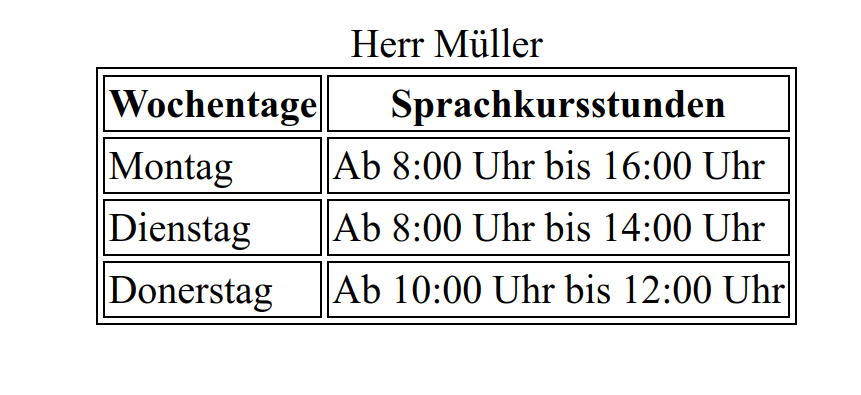 Herr Müller
Wochentage Sprachkursstunden
Montag Ab 8:00 Uhr bis 16:00 Uhr
Dienstag Ab 8:00 Uhr bis 14:00 Uhr
Donerstag Ab 10:00 Uhr bis 12:00 Uhr